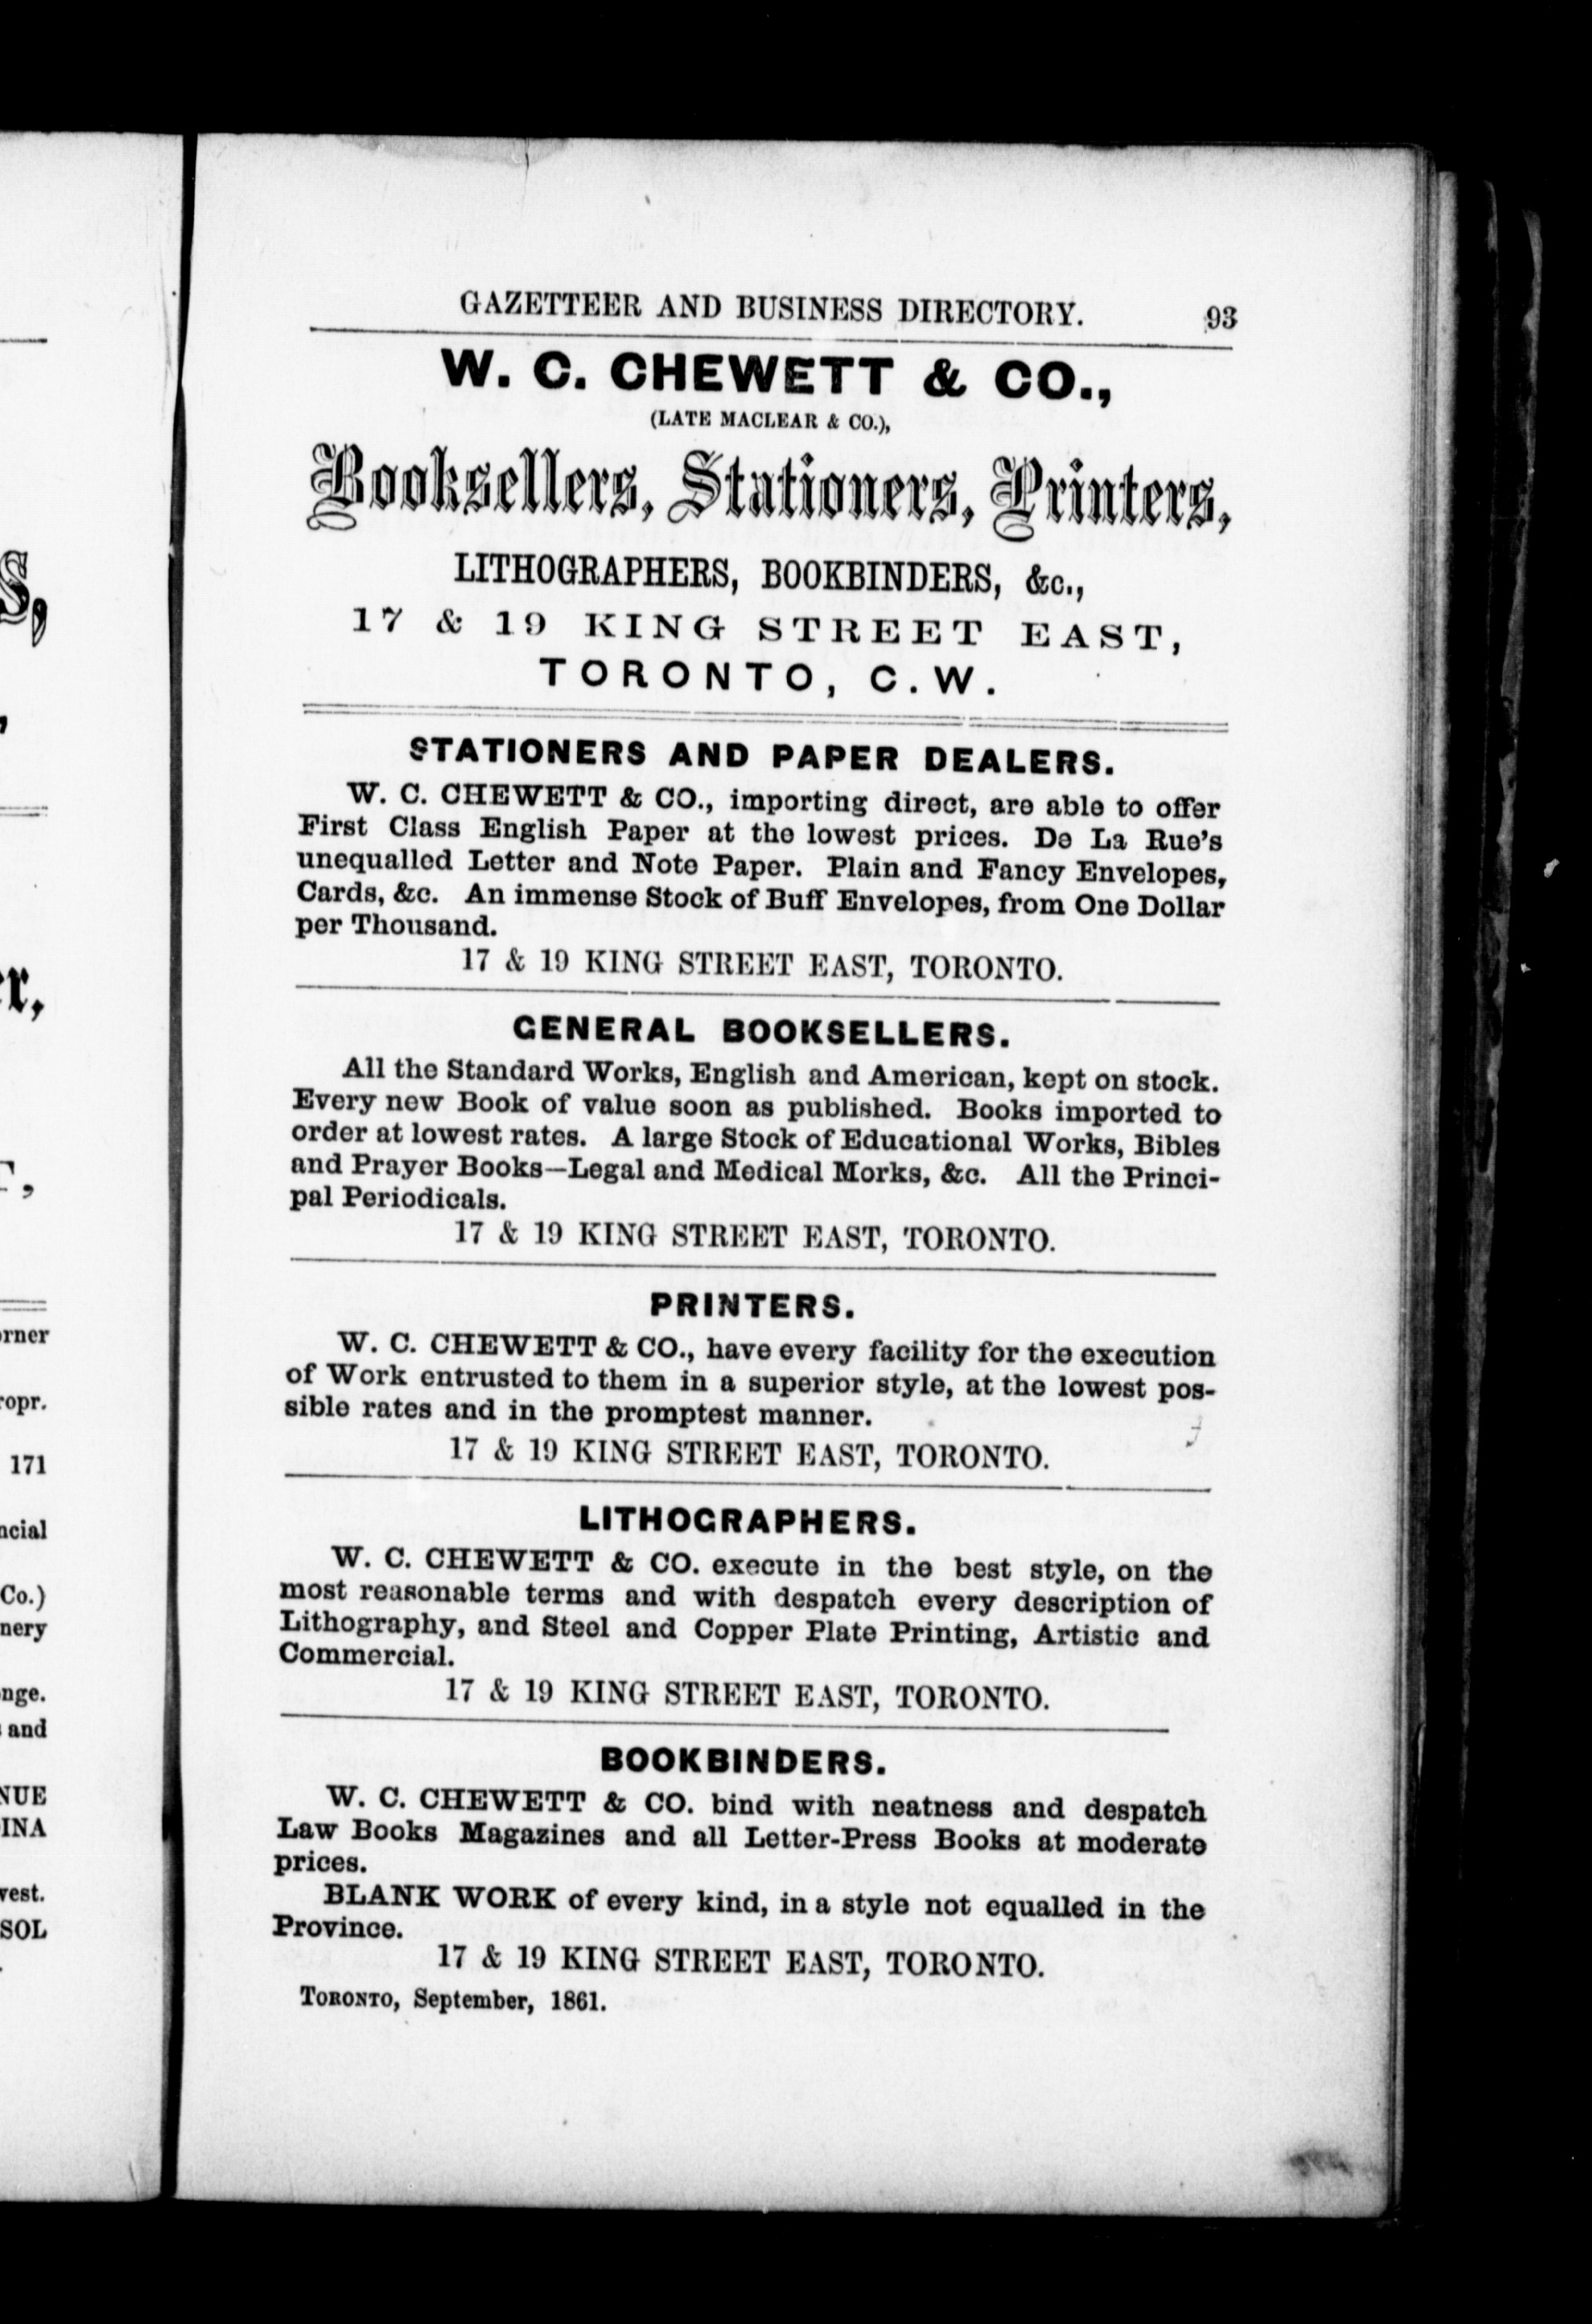 GAZETTEER AND BUSINESS DIRECTORY. 93
W. C. CHEWETT & CO.,
(LATE MACLEAR & CO.),
Booksellers, Stationers, Printers,
LITHOGRAPHERS, BOOKBINDERS, &c.,
17 & 19 KING STREET EAST,
TORONTO, C.W.
STATIONERS AND PAPER DEALERS.
W. C. CHEWETT & CO., importing direct, are able to offer
First Class English Paper at the lowest prices. De La Rue's
unequalled Letter and Note Paper. Plain and Fancy Envelopes,
Cards, &c. An immense Stock of Buff Envelopes, from One Dollar
per Thousand.
17 & 19 KING STREET EAST, TORONTO.
GENERAL BOOKSELLERS.
All the Standard Works, English and American, kept on stock.
Every new Book of value soon as published. Books imported to
order at lowest rates. A large Stock of Educational Works, Bibles
and Prayer Books—Legal and Medical Morks, &c. All the Princi-
pal Periodicals.
17 & 19 KING STREET EAST, TORONTO.
PRINTERS.
W. C. CHEWETT & CO., have every facility for the execution
of Work entrusted to them in a superior style, at the lowest pos-
sible rates and in the promptest manner.
17 & 19 KING STREET EAST, TORONTO.
LITHOGRAPHERS.
W. C. CHEWETT & CO. execute in the best style, on the
most reasonable terms and with despatch every description of
Lithography, and Steel and Copper Plate Printing, Artistic and
Commercial.
17 & 19 KING STREET EAST, TORONTO.
BOOKBINDERS.
W. C. CHEWETT & CO. bind with neatness and despatch
Law Books Magazines and all Letter-Press Books at moderate
prices.
BLANK WORK of every kind, in a style not equalled in the
Province.
17 & 19 KING STREET EAST, TORONTO.
TORONTO, September, 1861.